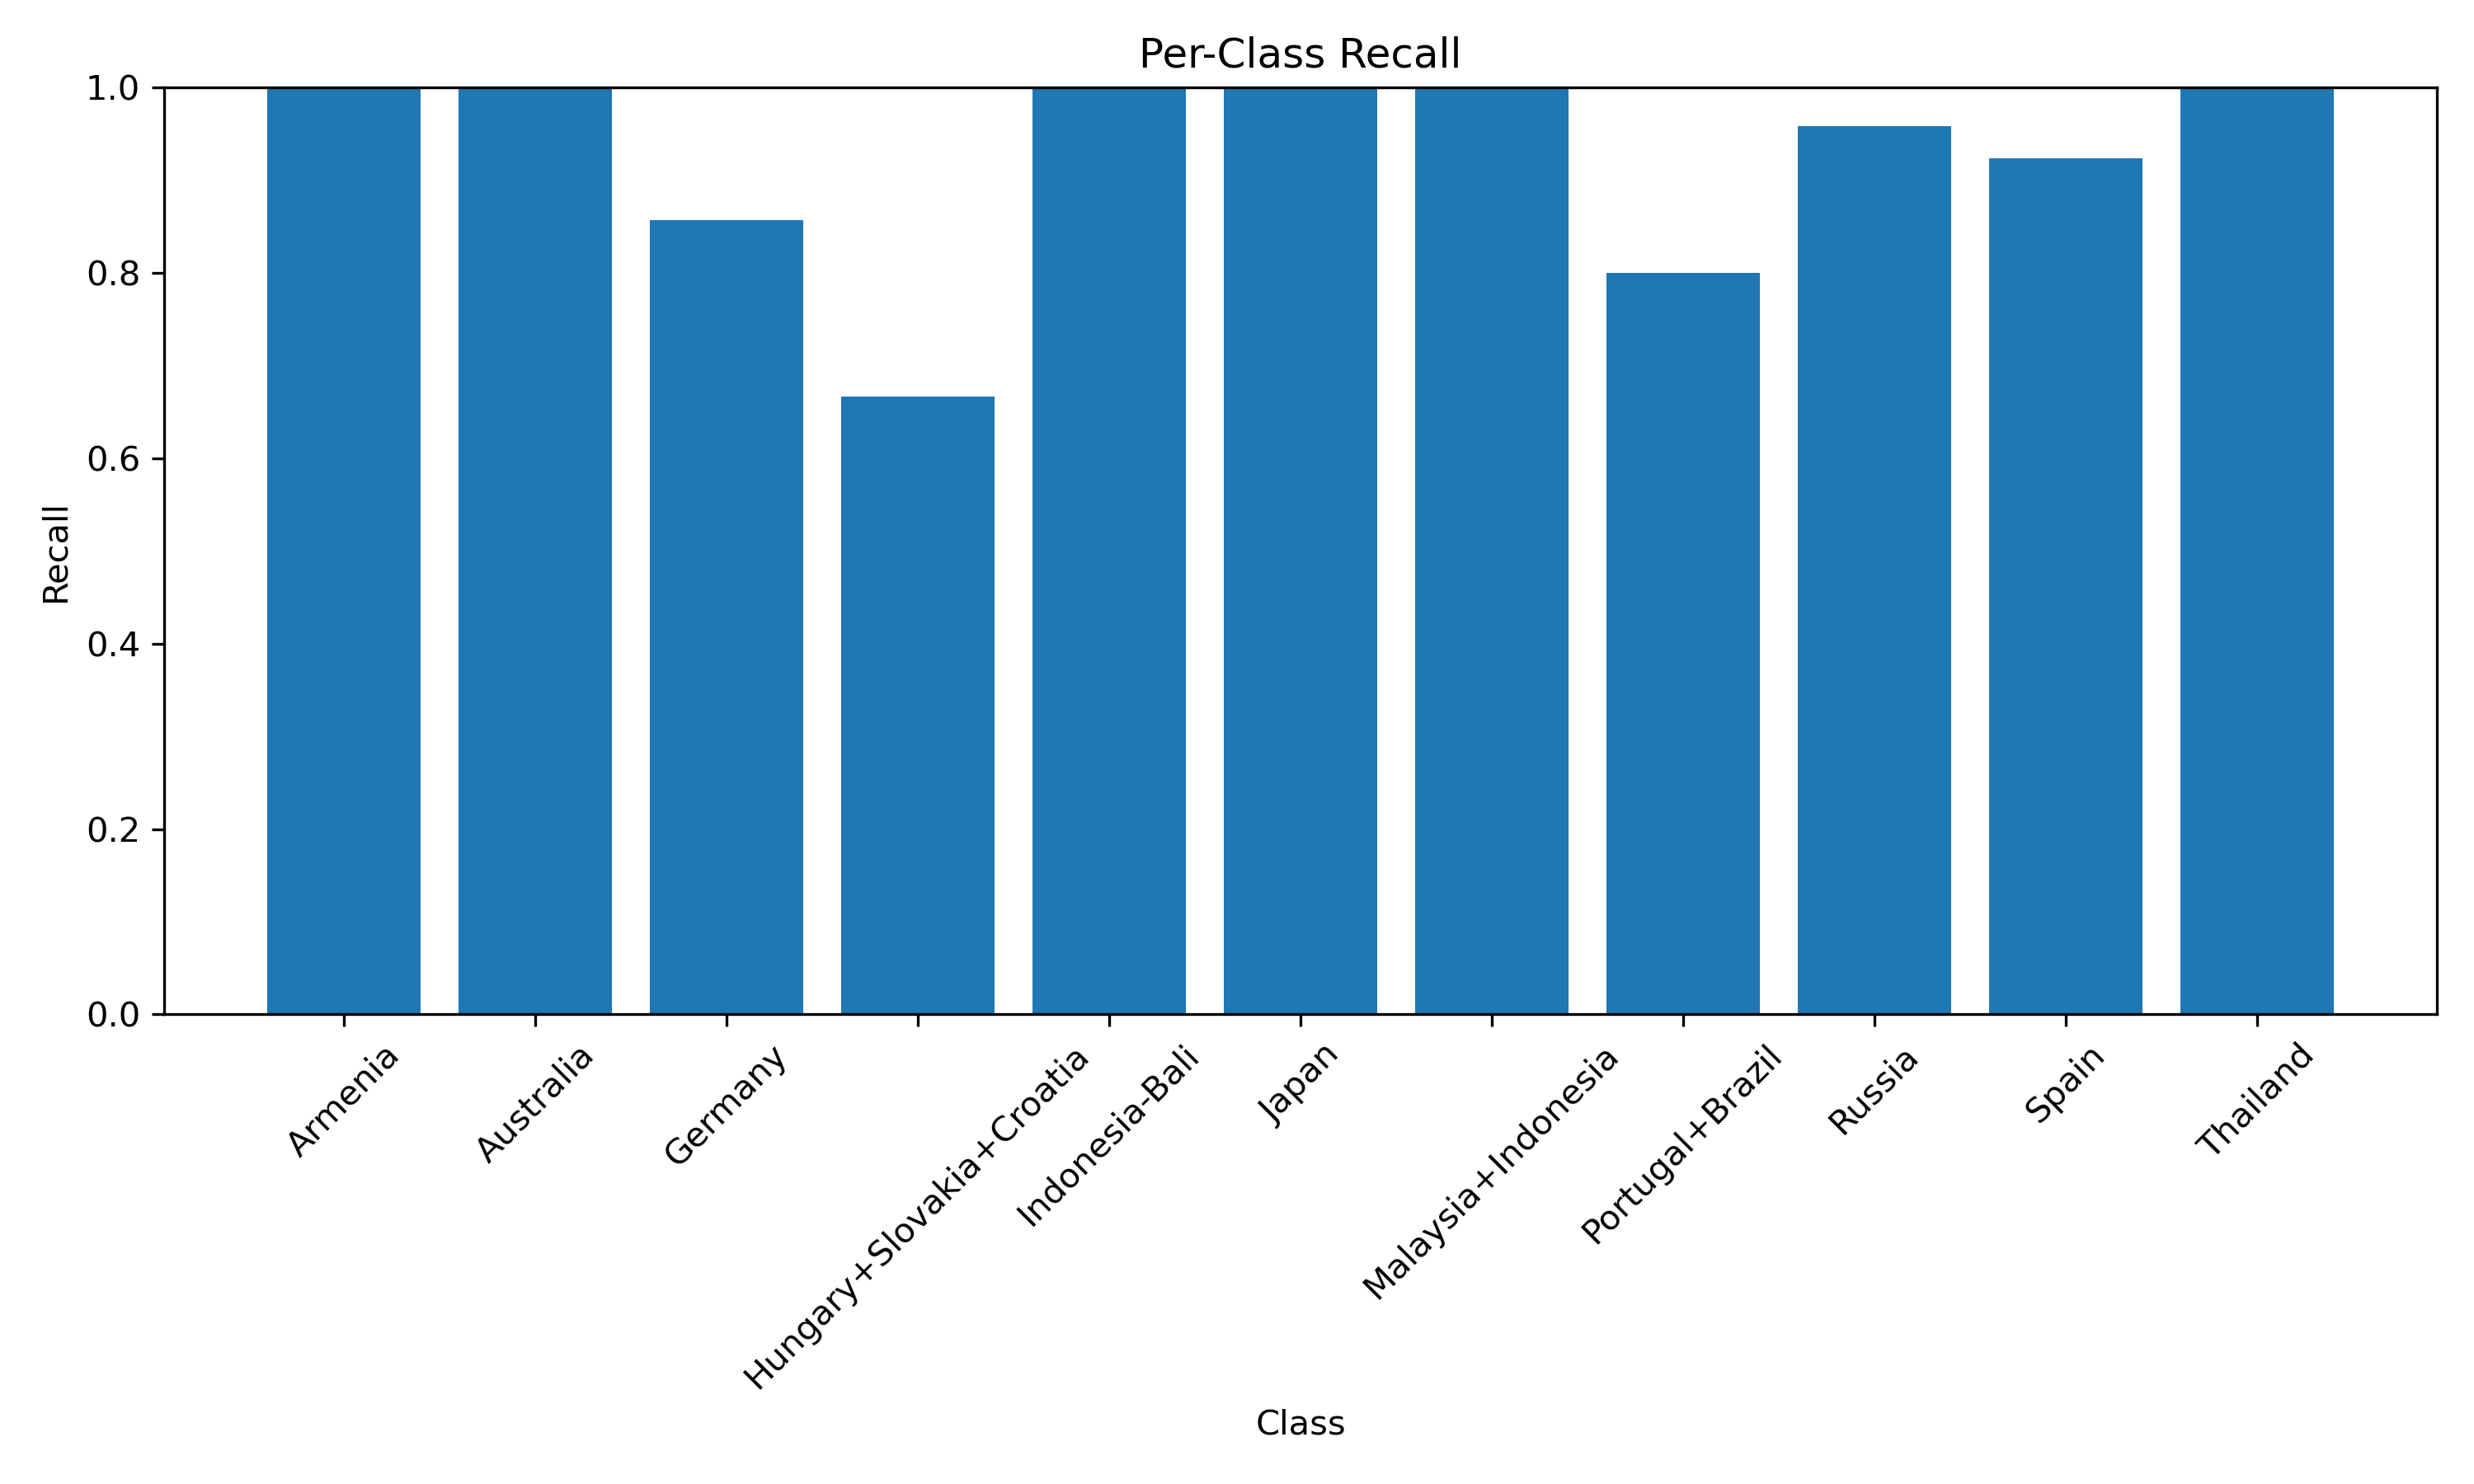 Per-Class Recall
1.0
0.8
0.6
0.4
0.2
0.0
Recall
Armenia
Australia
Germany
Hungary+Slovakia+Croatia
Indonesia-Bali
Japan
Malaysia+Indonesia
Portugal+Brazil
Russia
Spain
Thailand
Class